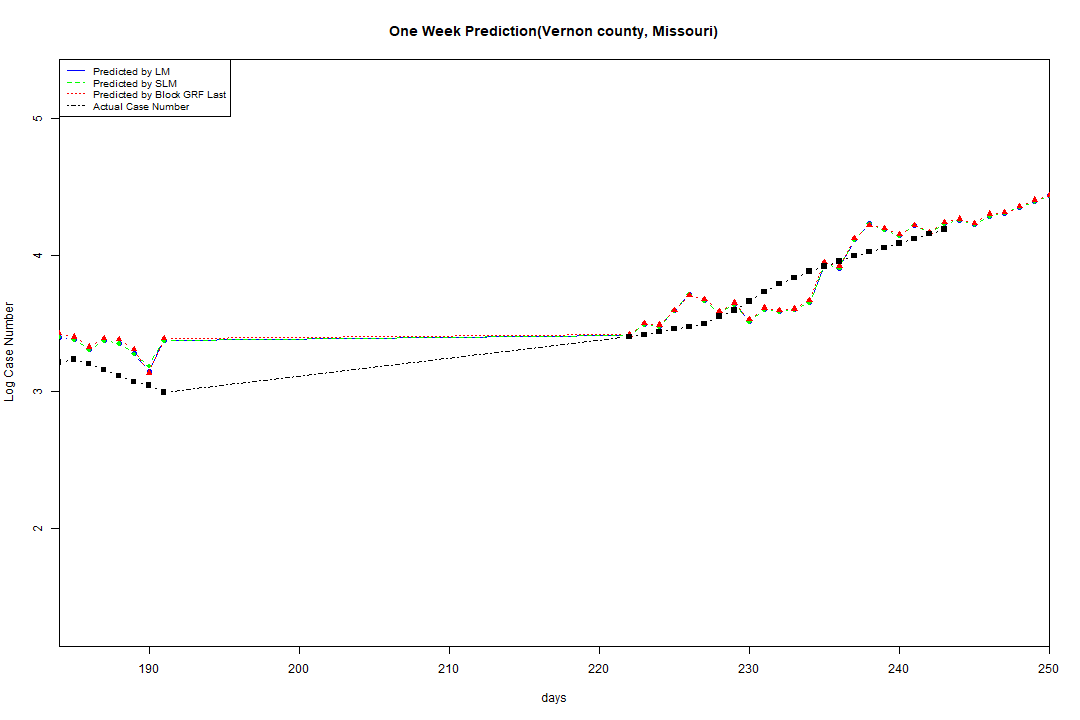 One Week Prediction(Vernon county, Missouri)
Predicted by LM
Predicted by SLM
Predicted by Block GRF Last
Actual Case Number
5
4
3
2
Log Case Number
190 200 210 220 230 240 250
days